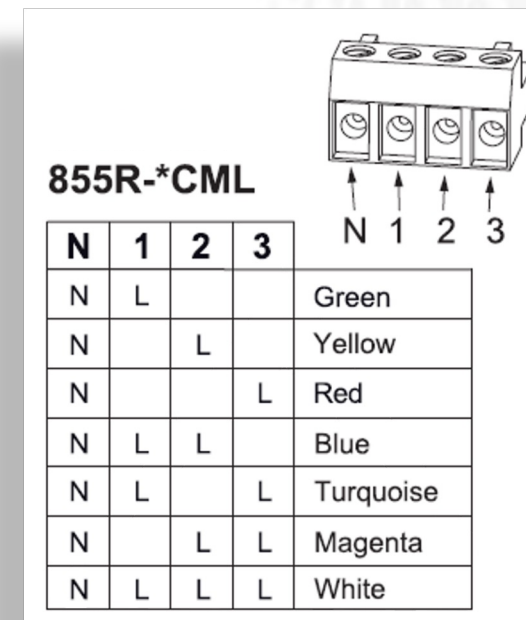 855R-*CML
N 1 2 3
N 1 2 3
N L Green
N L Yellow
N L Red
N L L Blue
N L L Turquoise
N L L Magenta
N L L L White